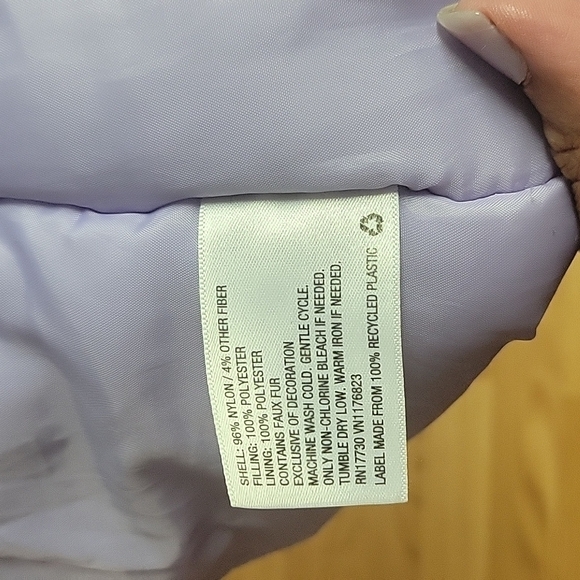 SHELL: 96% NYLON / 4% OTHER FIBER
FILLING: 100% POLYESTER
LINING: 100% POLYESTER
CONTAINS FAUX FUR
EXCLUSIVE OF DECORATION
MACHINE WASH COLD. GENTLE CYCLE.
ONLY NON-CHLORINE BLEACH IF NEEDED.
TUMBLE DRY LOW. WARM IRON IF NEEDED.
RN17730 VN1176823
LABEL MADE FROM 100% RECYCLED PLASTIC